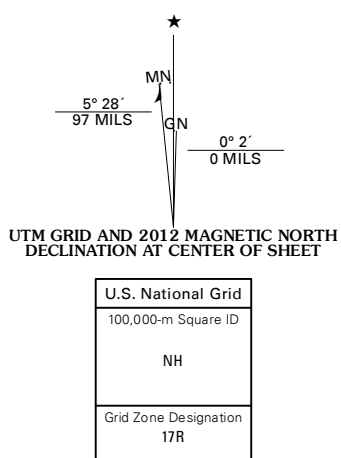 ★
MN
5° 28´
97 MILS
GN
0° 2´
0 MILS
UTM GRID AND 2012 MAGNETIC NORTH
DECLINATION AT CENTER OF SHEET
U.S. National Grid
100,000-m Square ID
NH
Grid Zone Designation
17R